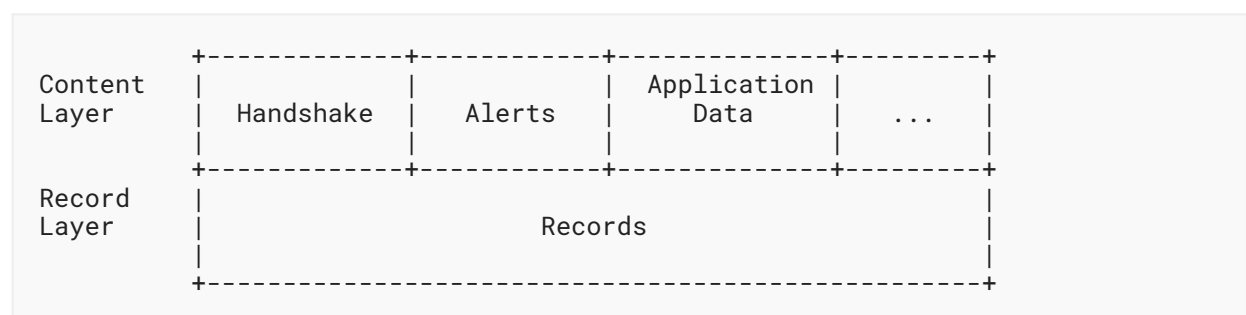 +-------------+------------+--------------+---------+
Content     |             |            |  Application |         |
Layer       |  Handshake  |   Alerts   |     Data     |   ...   |
            |             |            |              |         |
            +-------------+------------+--------------+---------+
Record      |                                                   |
Layer       |                      Records                      |
            |                                                   |
            +---------------------------------------------------+